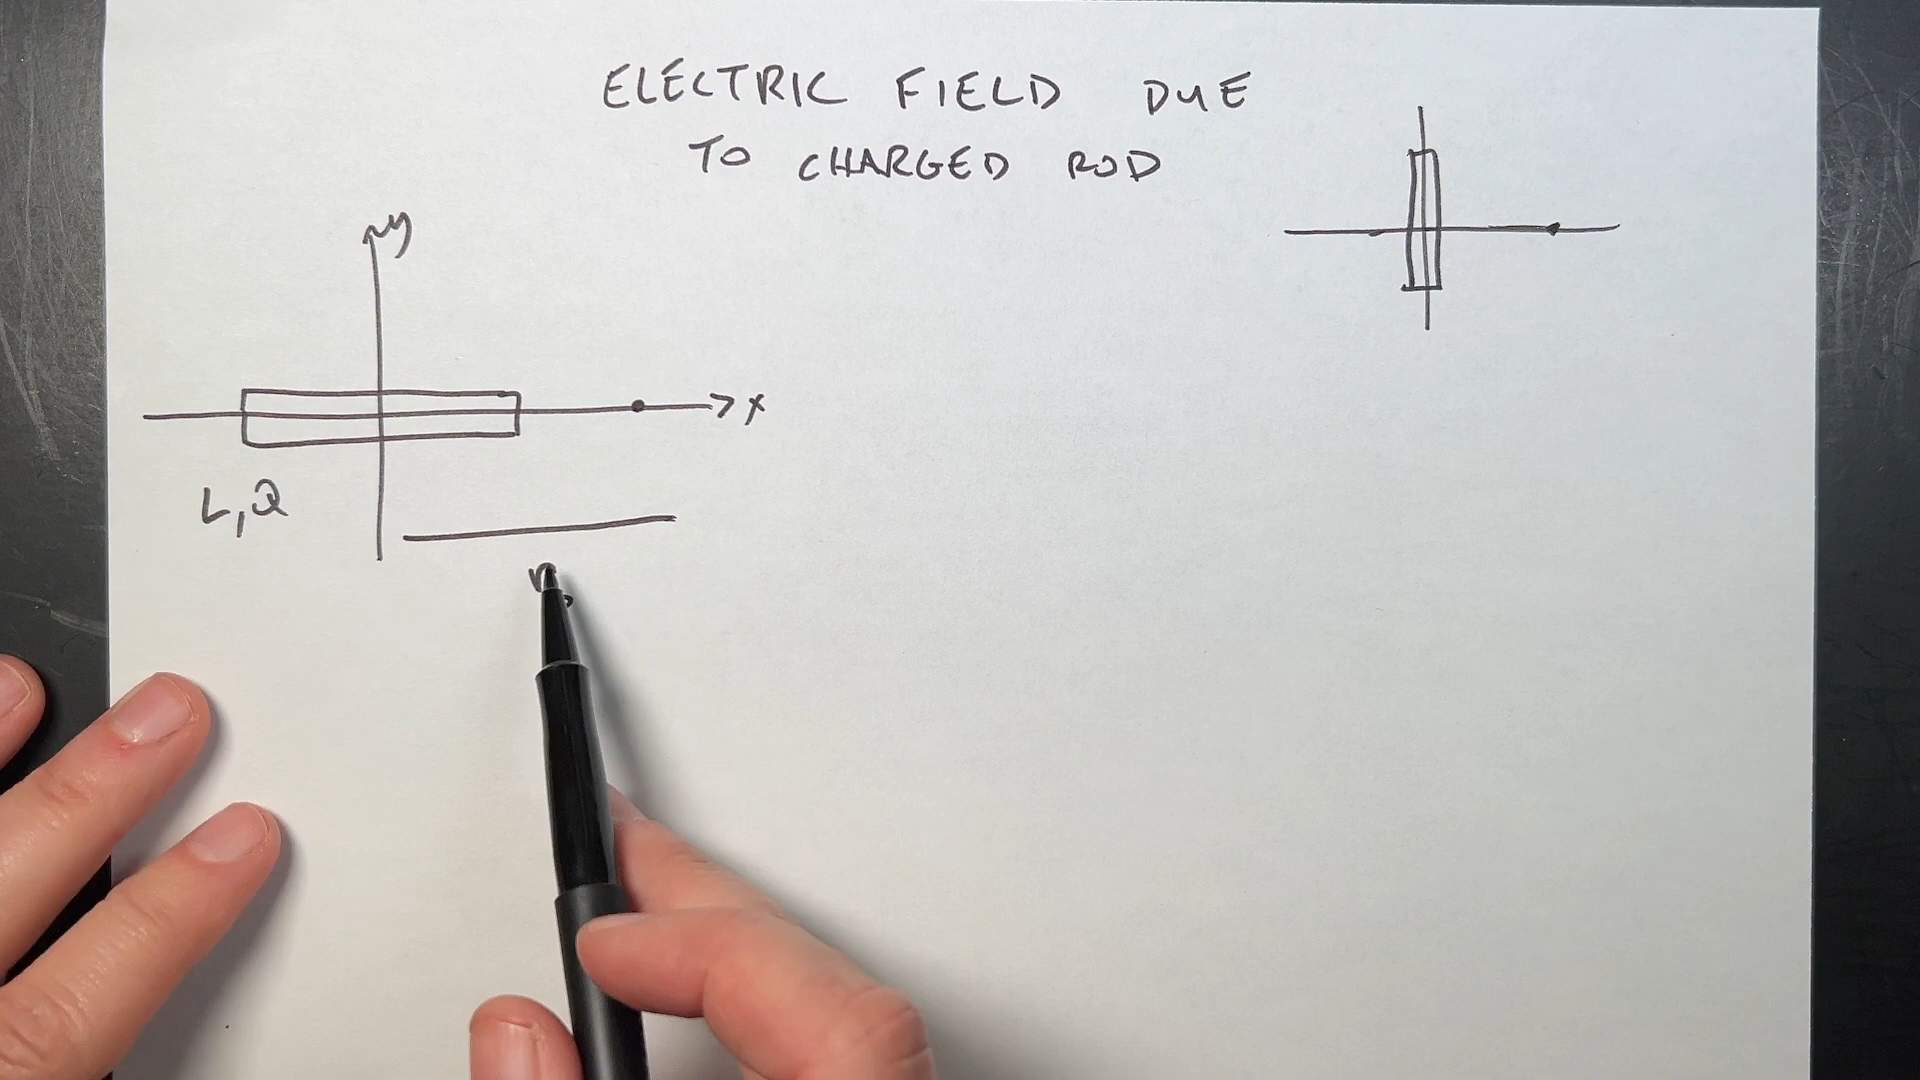 ELECTRIC FIELD DUE
TO CHARGED ROD
y
x
L, Q